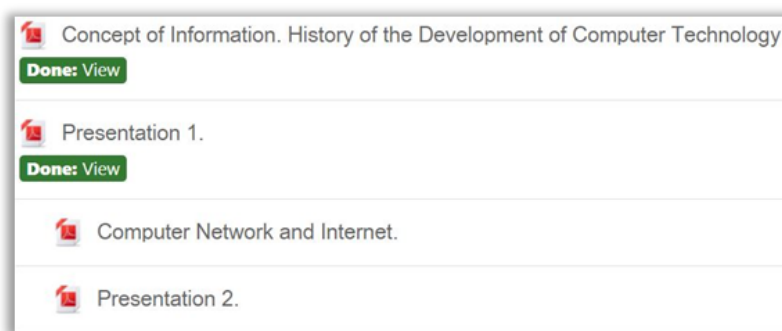 Concept of Information. History of the Development of Computer Technology
Done: View
Presentation 1.
Done: View
Computer Network and Internet.
Presentation 2.